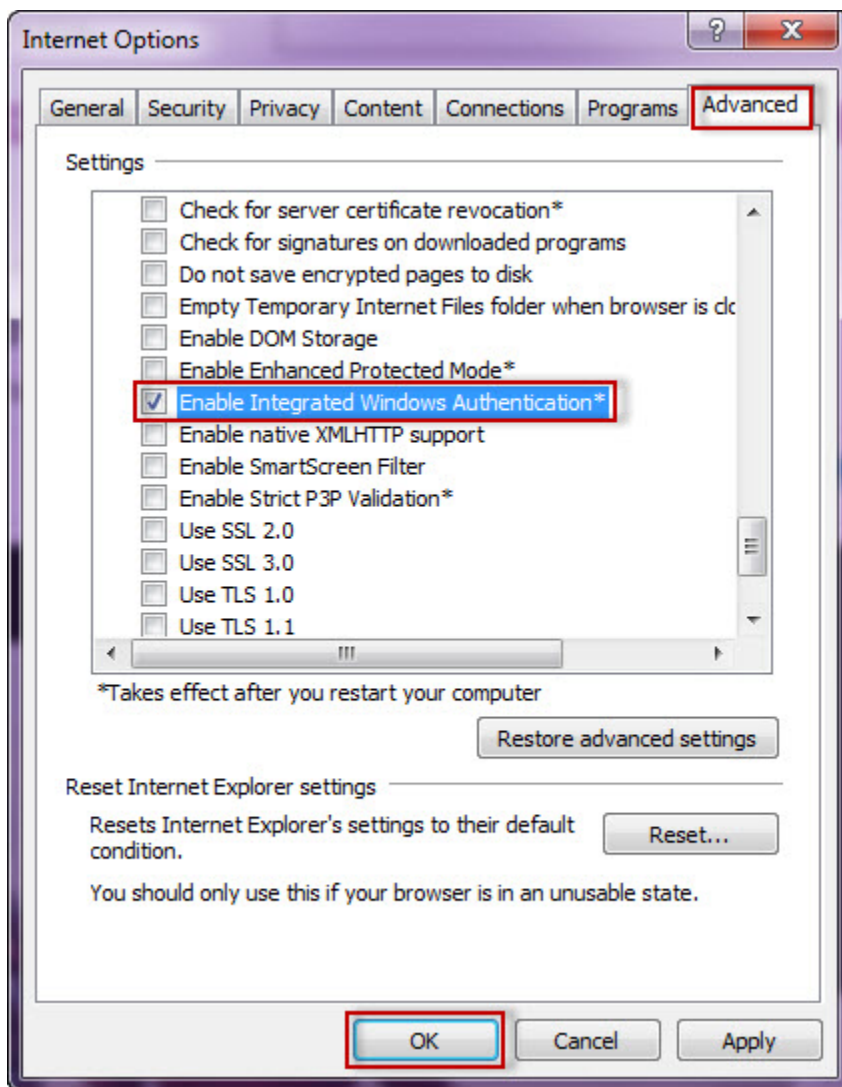 Internet Options
General Security Privacy Content Connections Programs Advanced
Settings
Check for server certificate revocation*
Check for signatures on downloaded programs
Do not save encrypted pages to disk
Empty Temporary Internet Files folder when browser is clo
Enable DOM Storage
Enable Enhanced Protected Mode*
Enable Integrated Windows Authentication*
Enable native XMLHTTP support
Enable SmartScreen Filter
Enable Strict P3P Validation*
Use SSL 2.0
Use SSL 3.0
Use TLS 1.0
Use TLS 1.1
*Takes effect after you restart your computer
Restore advanced settings
Reset Internet Explorer settings
Resets Internet Explorer's settings to their default
condition.
Reset...
You should only use this if your browser is in an unusable state.
OK Cancel Apply